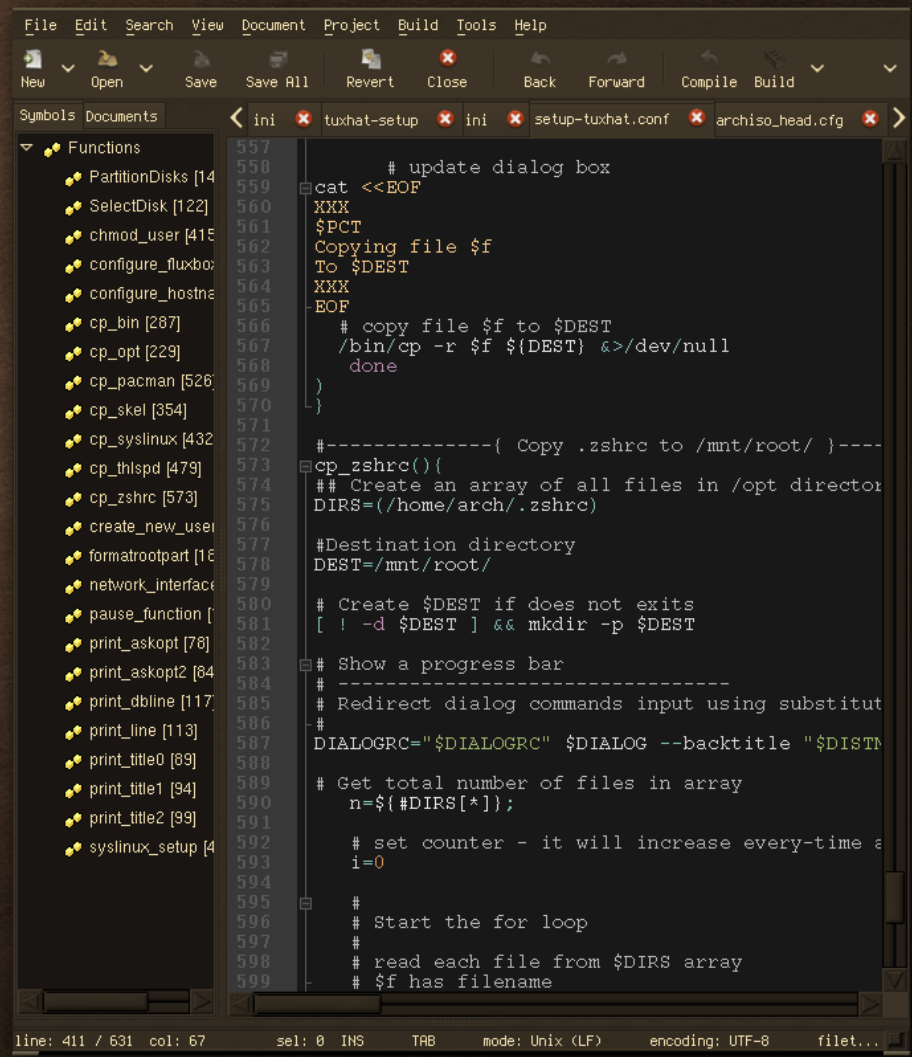 File Edit Search View Document Project Build Tools Help
New Open Save Save All Revert Close Back Forward Compile Build
Symbols Documents
ini tuxhat-setup ini setup-tuxhat.conf archiso_head.cfg
Functions
PartitionDisks [14
SelectDisk [122]
chmod_user [415
configure_fluxbox
configure_hostna
cp_bin [287]
cp_opt [229]
cp_pacman [526]
cp_skel [354]
cp_syslinux [432
cp_thlspd [479]
cp_zshrc [573]
create_new_user
formatrootpart [18
network_interface
pause_function [
print_askopt [78]
print_askopt2 [84
print_dbline [117]
print_line [113]
print_title0 [89]
print_title1 [94]
print_title2 [99]
syslinux_setup [4
557
558 # update dialog box
559 cat <<EOF
560 XXX
561 $PCT
562 Copying file $f
563 To $DEST
564 XXX
565 EOF
566 # copy file $f to $DEST
567 /bin/cp -r $f ${DEST} &>/dev/null
568 done
569 )
570 }
571
572 #--------------{ Copy .zshrc to /mnt/root/ }----
573 cp_zshrc(){
574 ## Create an array of all files in /opt director
575 DIRS=(/home/arch/.zshrc)
576
577 #Destination directory
578 DEST=/mnt/root/
579
580 # Create $DEST if does not exits
581 [ ! -d $DEST ] && mkdir -p $DEST
582
583 # Show a progress bar
584 # ---------------------------------
585 # Redirect dialog commands input using substitut
586 #
587 DIALOGRC="$DIALOGRC" $DIALOG --backtitle "$DISTN
588
589 # Get total number of files in array
590 n=${#DIRS[*]};
591
592 # set counter - it will increase every-time a
593 i=0
594
595 #
596 # Start the for loop
597 #
598 # read each file from $DIRS array
599 # $f has filename
line: 411 / 631 col: 67 sel: 0 INS TAB mode: Unix (LF) encoding: UTF-8 filet...